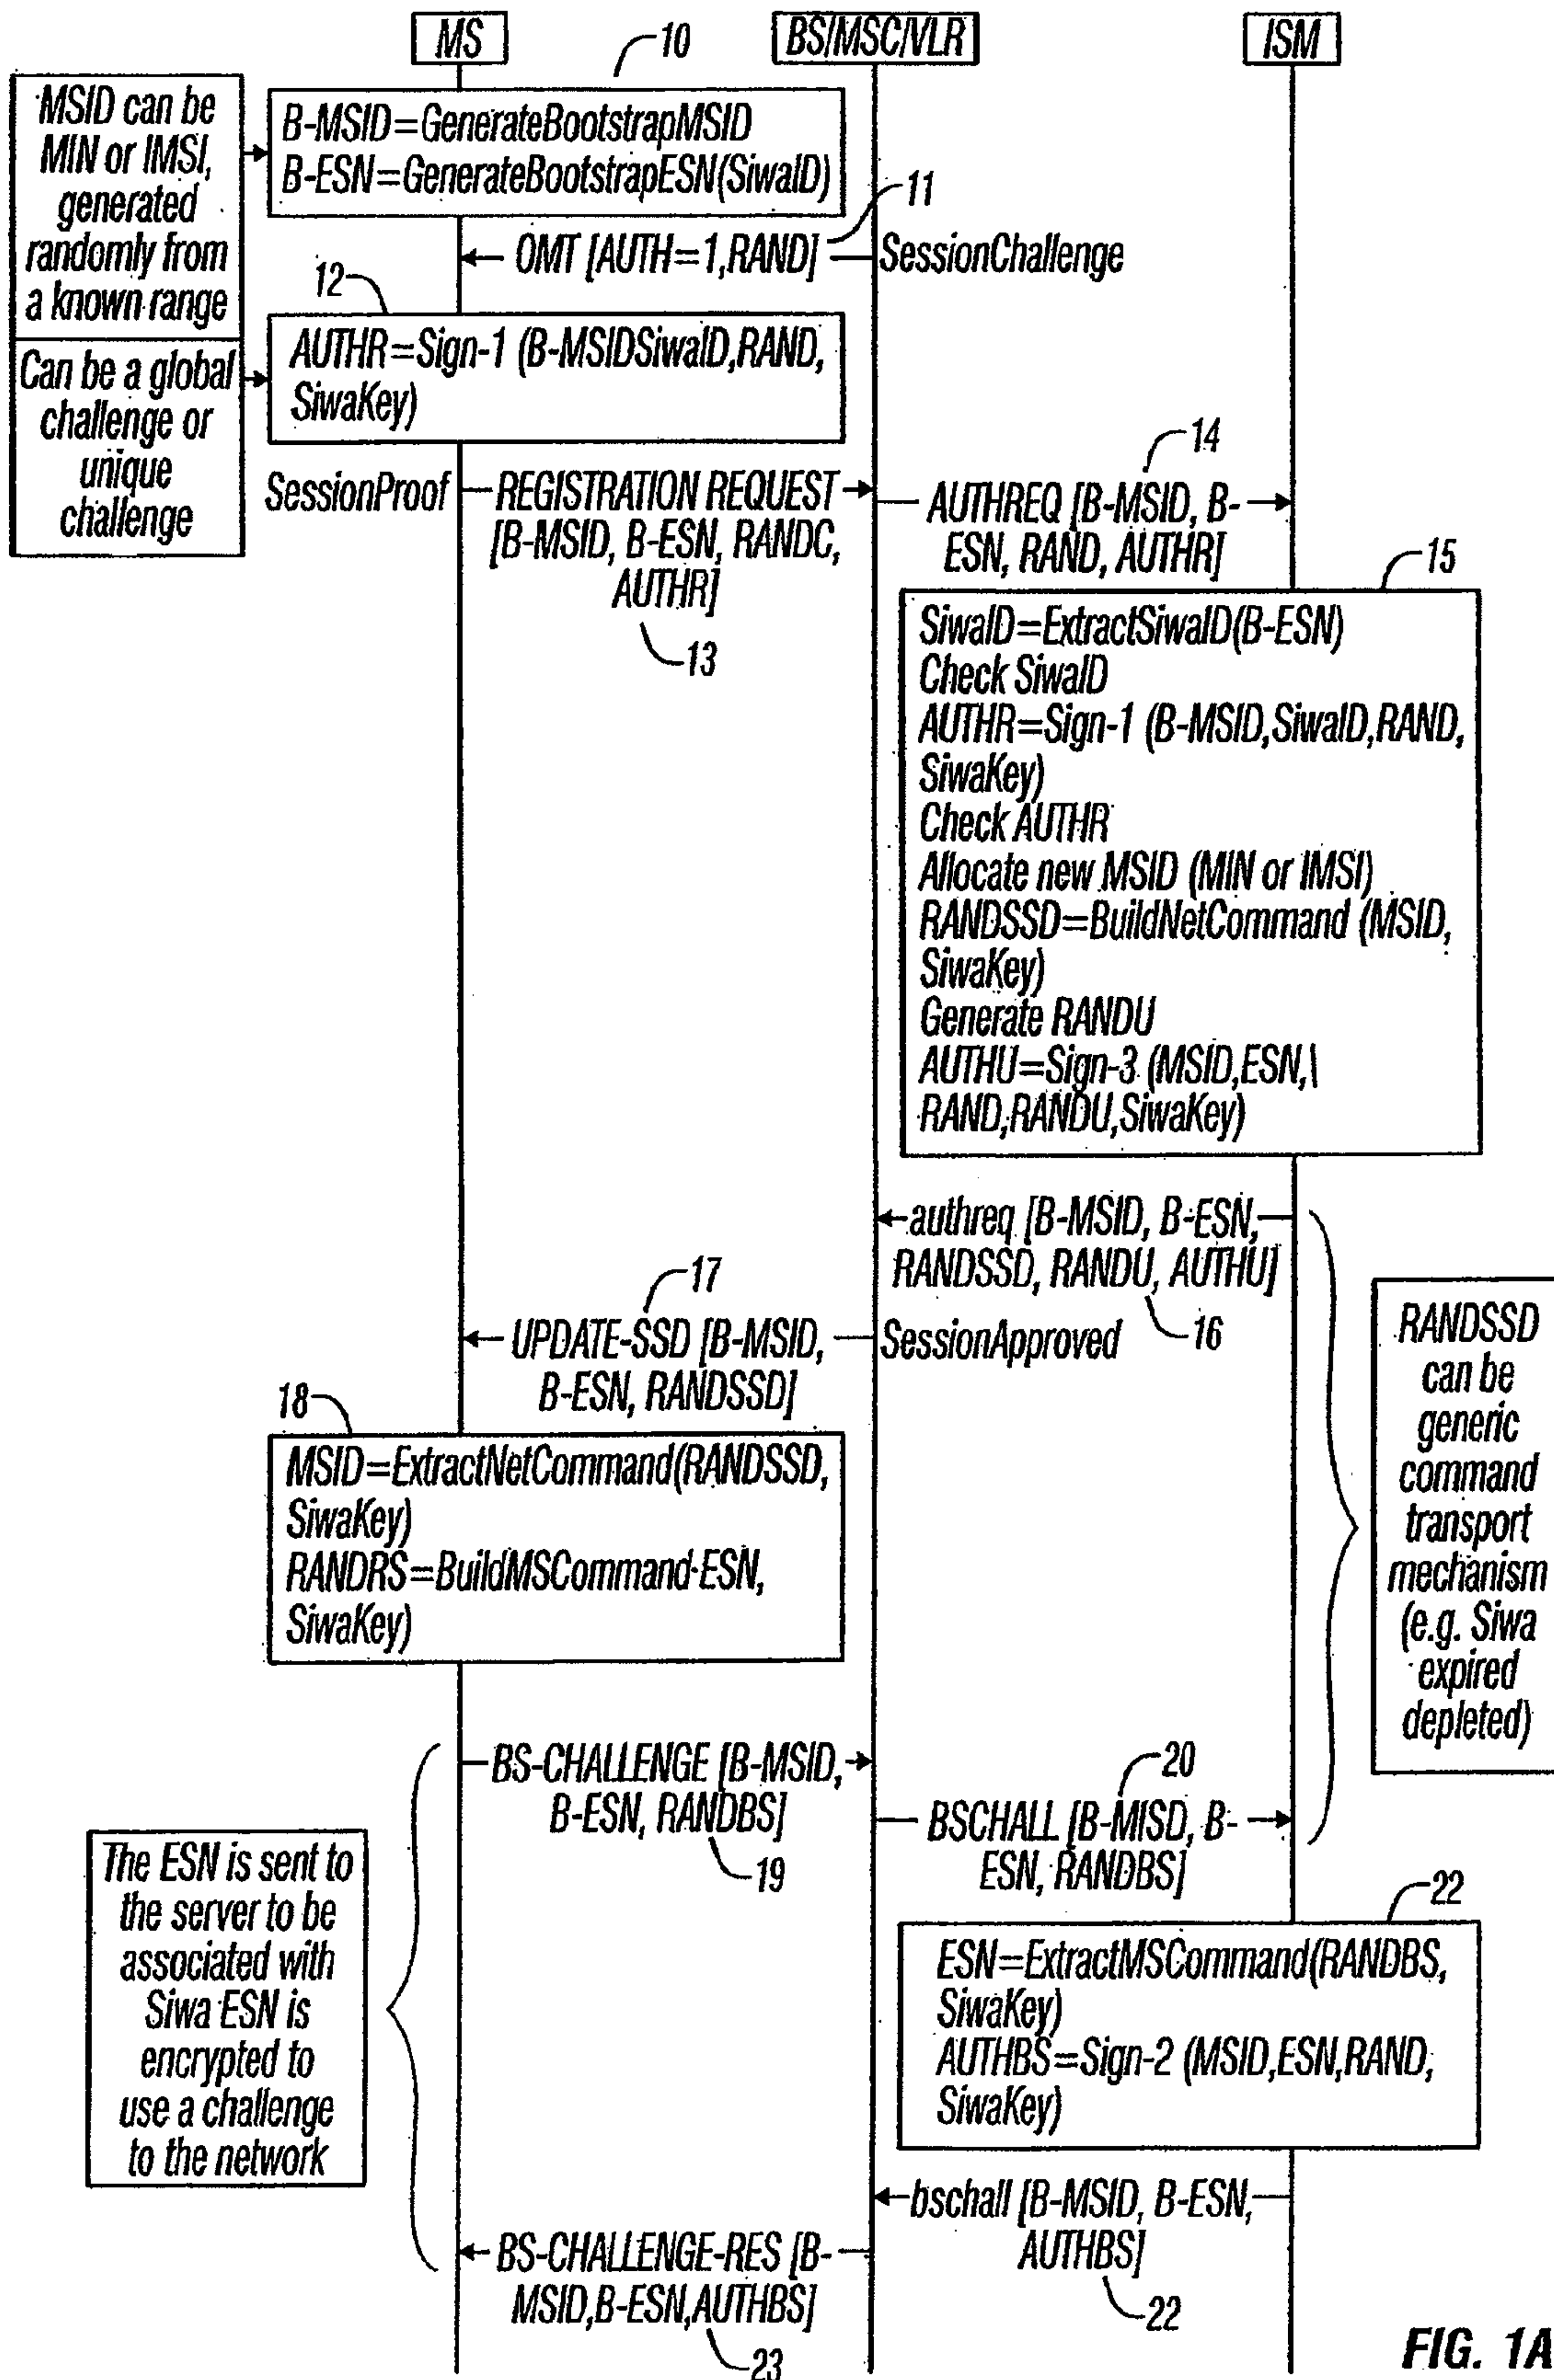 MS
BS/MSC/VLR
ISM
10
MSID can be
MIN or IMSI,
generated
randomly from
a known range
B-MSID=GenerateBootstrapMSID
B-ESN=GenerateBootstrapESN(SiwaID)
11
OMT [AUTH=1,RAND]
SessionChallenge
12
Can be a global
challenge or
unique
challenge
AUTHR=Sign-1 (B-MSIDSiwaID,RAND,
SiwaKey)
SessionProof
REGISTRATION REQUEST
[B-MSID, B-ESN, RANDC,
AUTHR]
13
14
AUTHREQ [B-MSID, B-
ESN, RAND, AUTHR]
15
SiwaID=ExtractSiwaID(B-ESN)
Check SiwaID
AUTHR=Sign-1 (B-MSID,SiwaID,RAND,
SiwaKey)
Check AUTHR
Allocate new MSID (MIN or IMSI)
RANDSSD=BuildNetCommand (MSID,
SiwaKey)
Generate RANDU
AUTHU=Sign-3 (MSID,ESN,\
RAND,RANDU,SiwaKey)
authreq [B-MSID, B-ESN,
RANDSSD, RANDU, AUTHU]
16
17
UPDATE-SSD [B-MSID,
B-ESN, RANDSSD]
SessionApproved
RANDSSD
can be
generic
command
transport
mechanism
(e.g. Siwa
expired
depleted)
18
MSID=ExtractNetCommand(RANDSSD,
SiwaKey)
RANDRS=BuildMSCommand-ESN,
SiwaKey)
BS-CHALLENGE [B-MSID,
B-ESN, RANDBS]
19
20
BSCHALL [B-MISD, B-
ESN, RANDBS]
The ESN is sent to
the server to be
associated with
Siwa ESN is
encrypted to
use a challenge
to the network
22
ESN=ExtractMSCommand(RANDBS,
SiwaKey)
AUTHBS=Sign-2 (MSID,ESN,RAND,
SiwaKey)
bschall [B-MSID, B-ESN,
AUTHBS]
22
BS-CHALLENGE-RES [B-
MSID,B-ESN,AUTHBS]
23
FIG. 1A